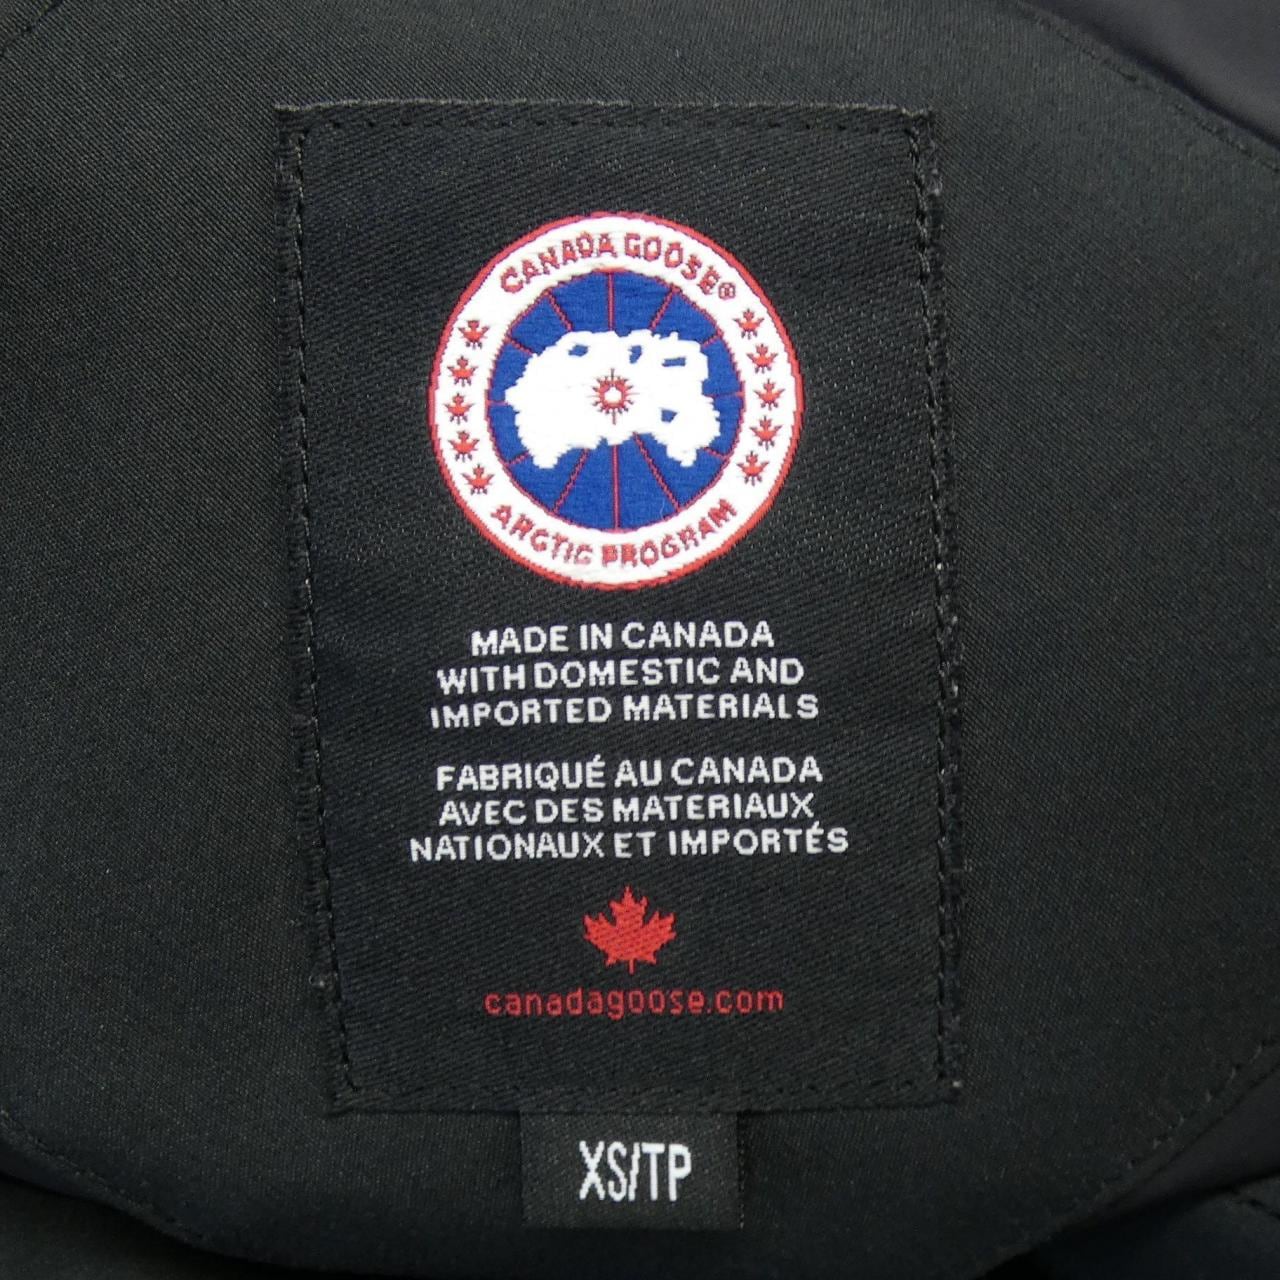 CANADA GOOSE®
ARCTIC PROGRAM
MADE IN CANADA
WITH DOMESTIC AND
IMPORTED MATERIALS
FABRIQUÉ AU CANADA
AVEC DES MATERIAUX
NATIONAUX ET IMPORTÉS
canadagoose.com
XS/TP